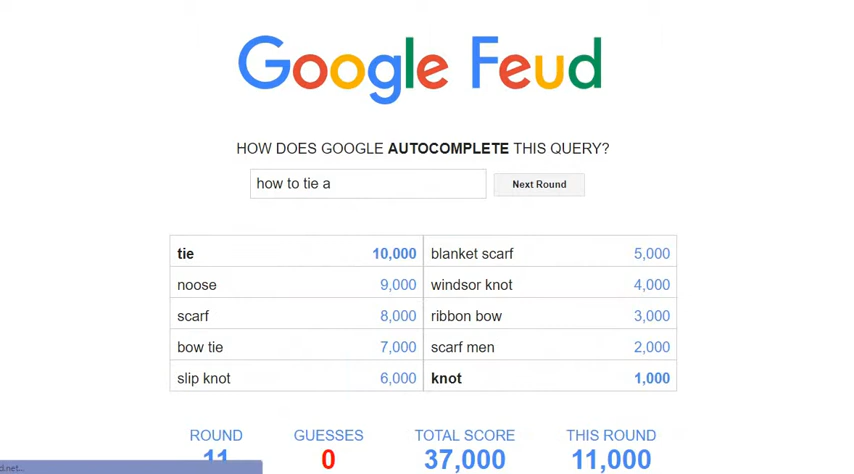 Google Feud
HOW DOES GOOGLE AUTOCOMPLETE THIS QUERY?
how to tie a
Next Round
tie 10,000
noose 9,000
scarf 8,000
bow tie 7,000
slip knot 6,000
blanket scarf 5,000
windsor knot 4,000
ribbon bow 3,000
scarf men 2,000
knot 1,000
ROUND GUESSES TOTAL SCORE THIS ROUND
11 0 37,000 11,000
d.net...